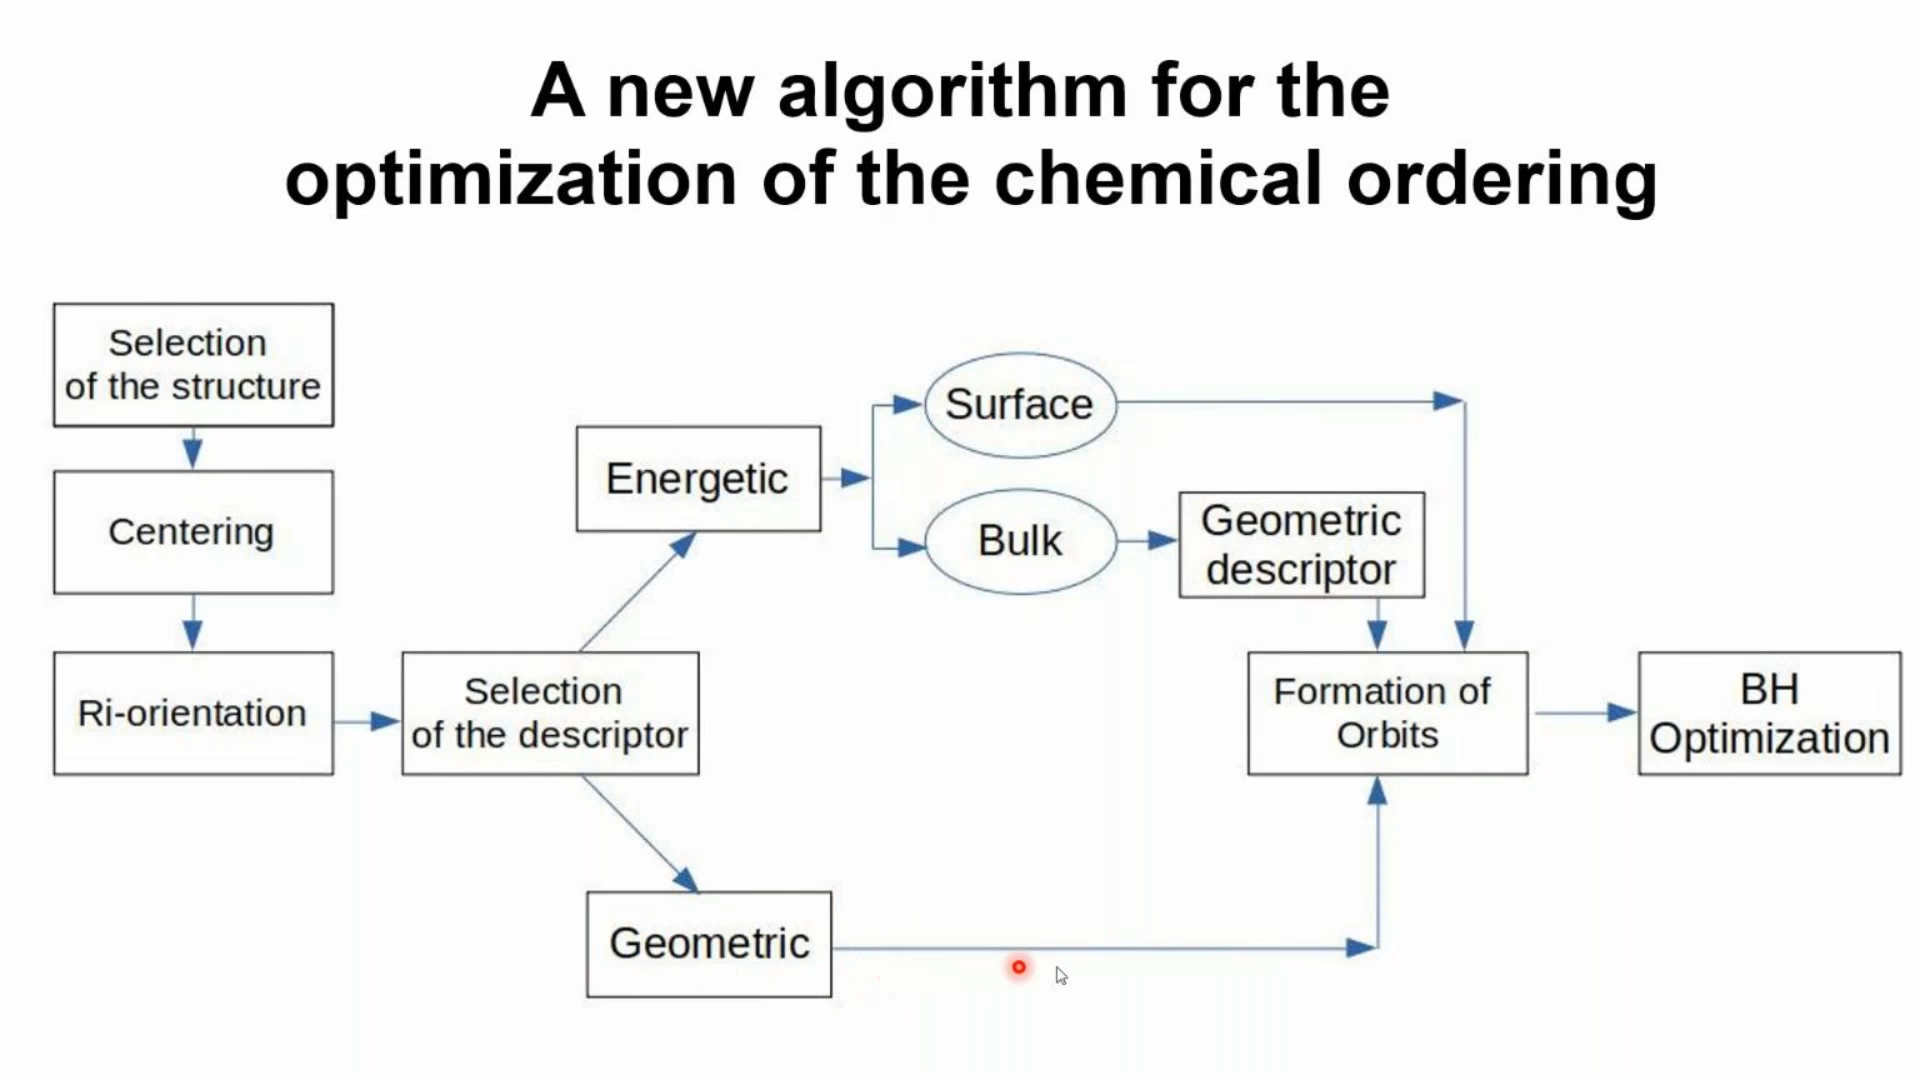 A new algorithm for the
optimization of the chemical ordering
Selection
of the structure
Centering
Ri-orientation
Selection
of the descriptor
Energetic
Surface
Bulk
Geometric
descriptor
Geometric
Formation of
Orbits
BH
Optimization